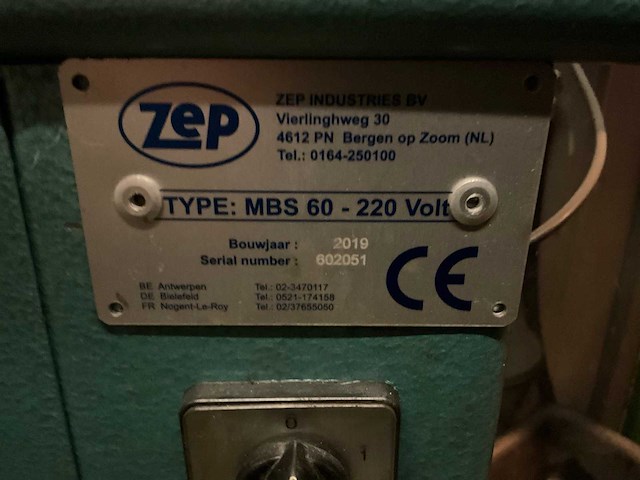 Zep
ZEP INDUSTRIES BV
Vierlinghweg 30
4612 PN Bergen op Zoom (NL)
Tel.: 0164-250100
TYPE: MBS 60 - 220 Volt
Bouwjaar : 2019
Serial number : 602051
CE
BE Antwerpen Tel.: 02-3470117
DE Bielefeld Tel.: 0521-174158
FR Nogent-Le-Roy Tel.: 02/37655050
0
1